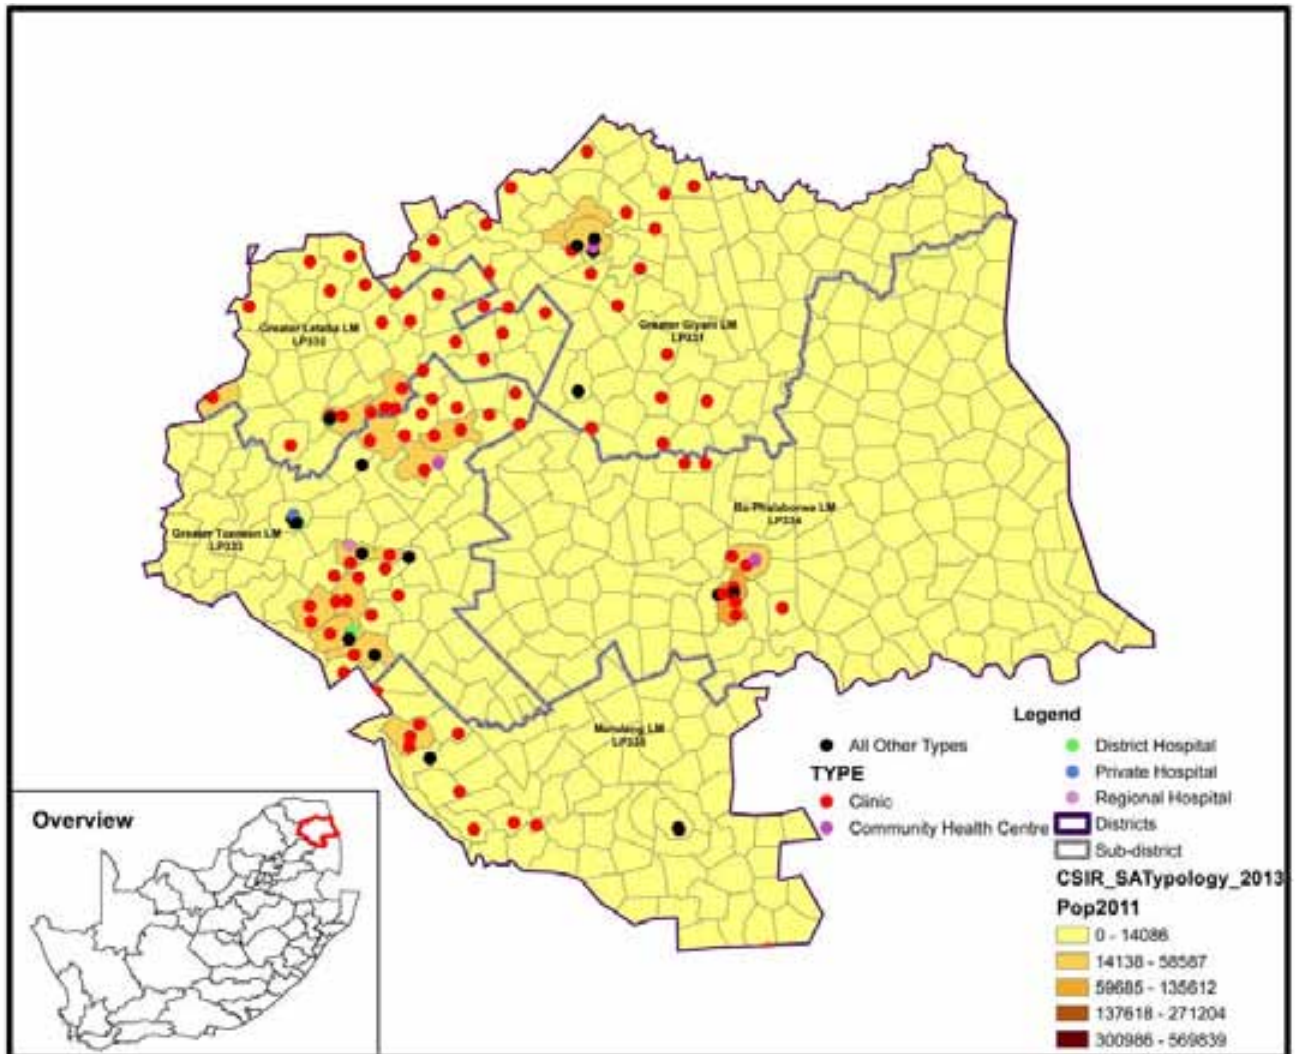 Greater Letaba LM
LP332
Greater Giyani LM
LP331
Ba-Phalaborwa LM
LP334
Greater Tzaneen LM
LP333
Maruleng LM
LP335
Legend
All Other Types
TYPE
Clinic
Community Health Centre
District Hospital
Private Hospital
Regional Hospital
Districts
Sub-district
CSIR_SATypology_2013
Pop2011
0 - 14086
14138 - 58587
59685 - 135612
137618 - 271204
300986 - 569839
Overview